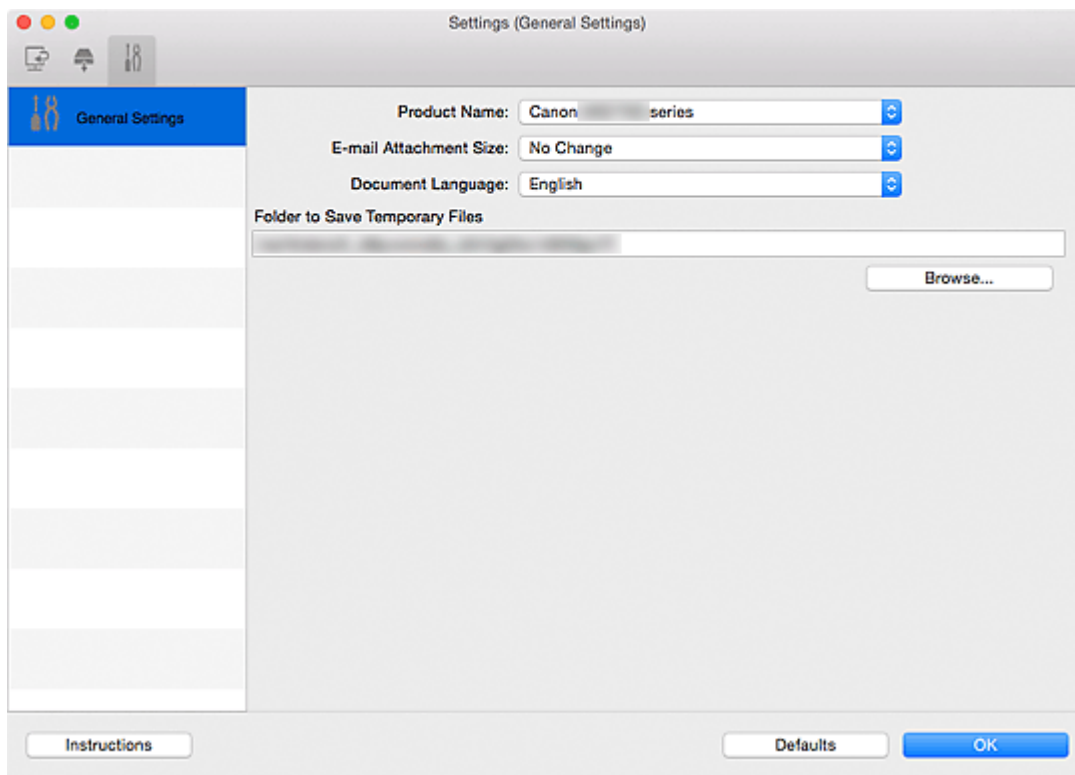 Settings (General Settings)
General Settings
Product Name: Canon series
E-mail Attachment Size: No Change
Document Language: English
Folder to Save Temporary Files
Browse...
Instructions Defaults OK